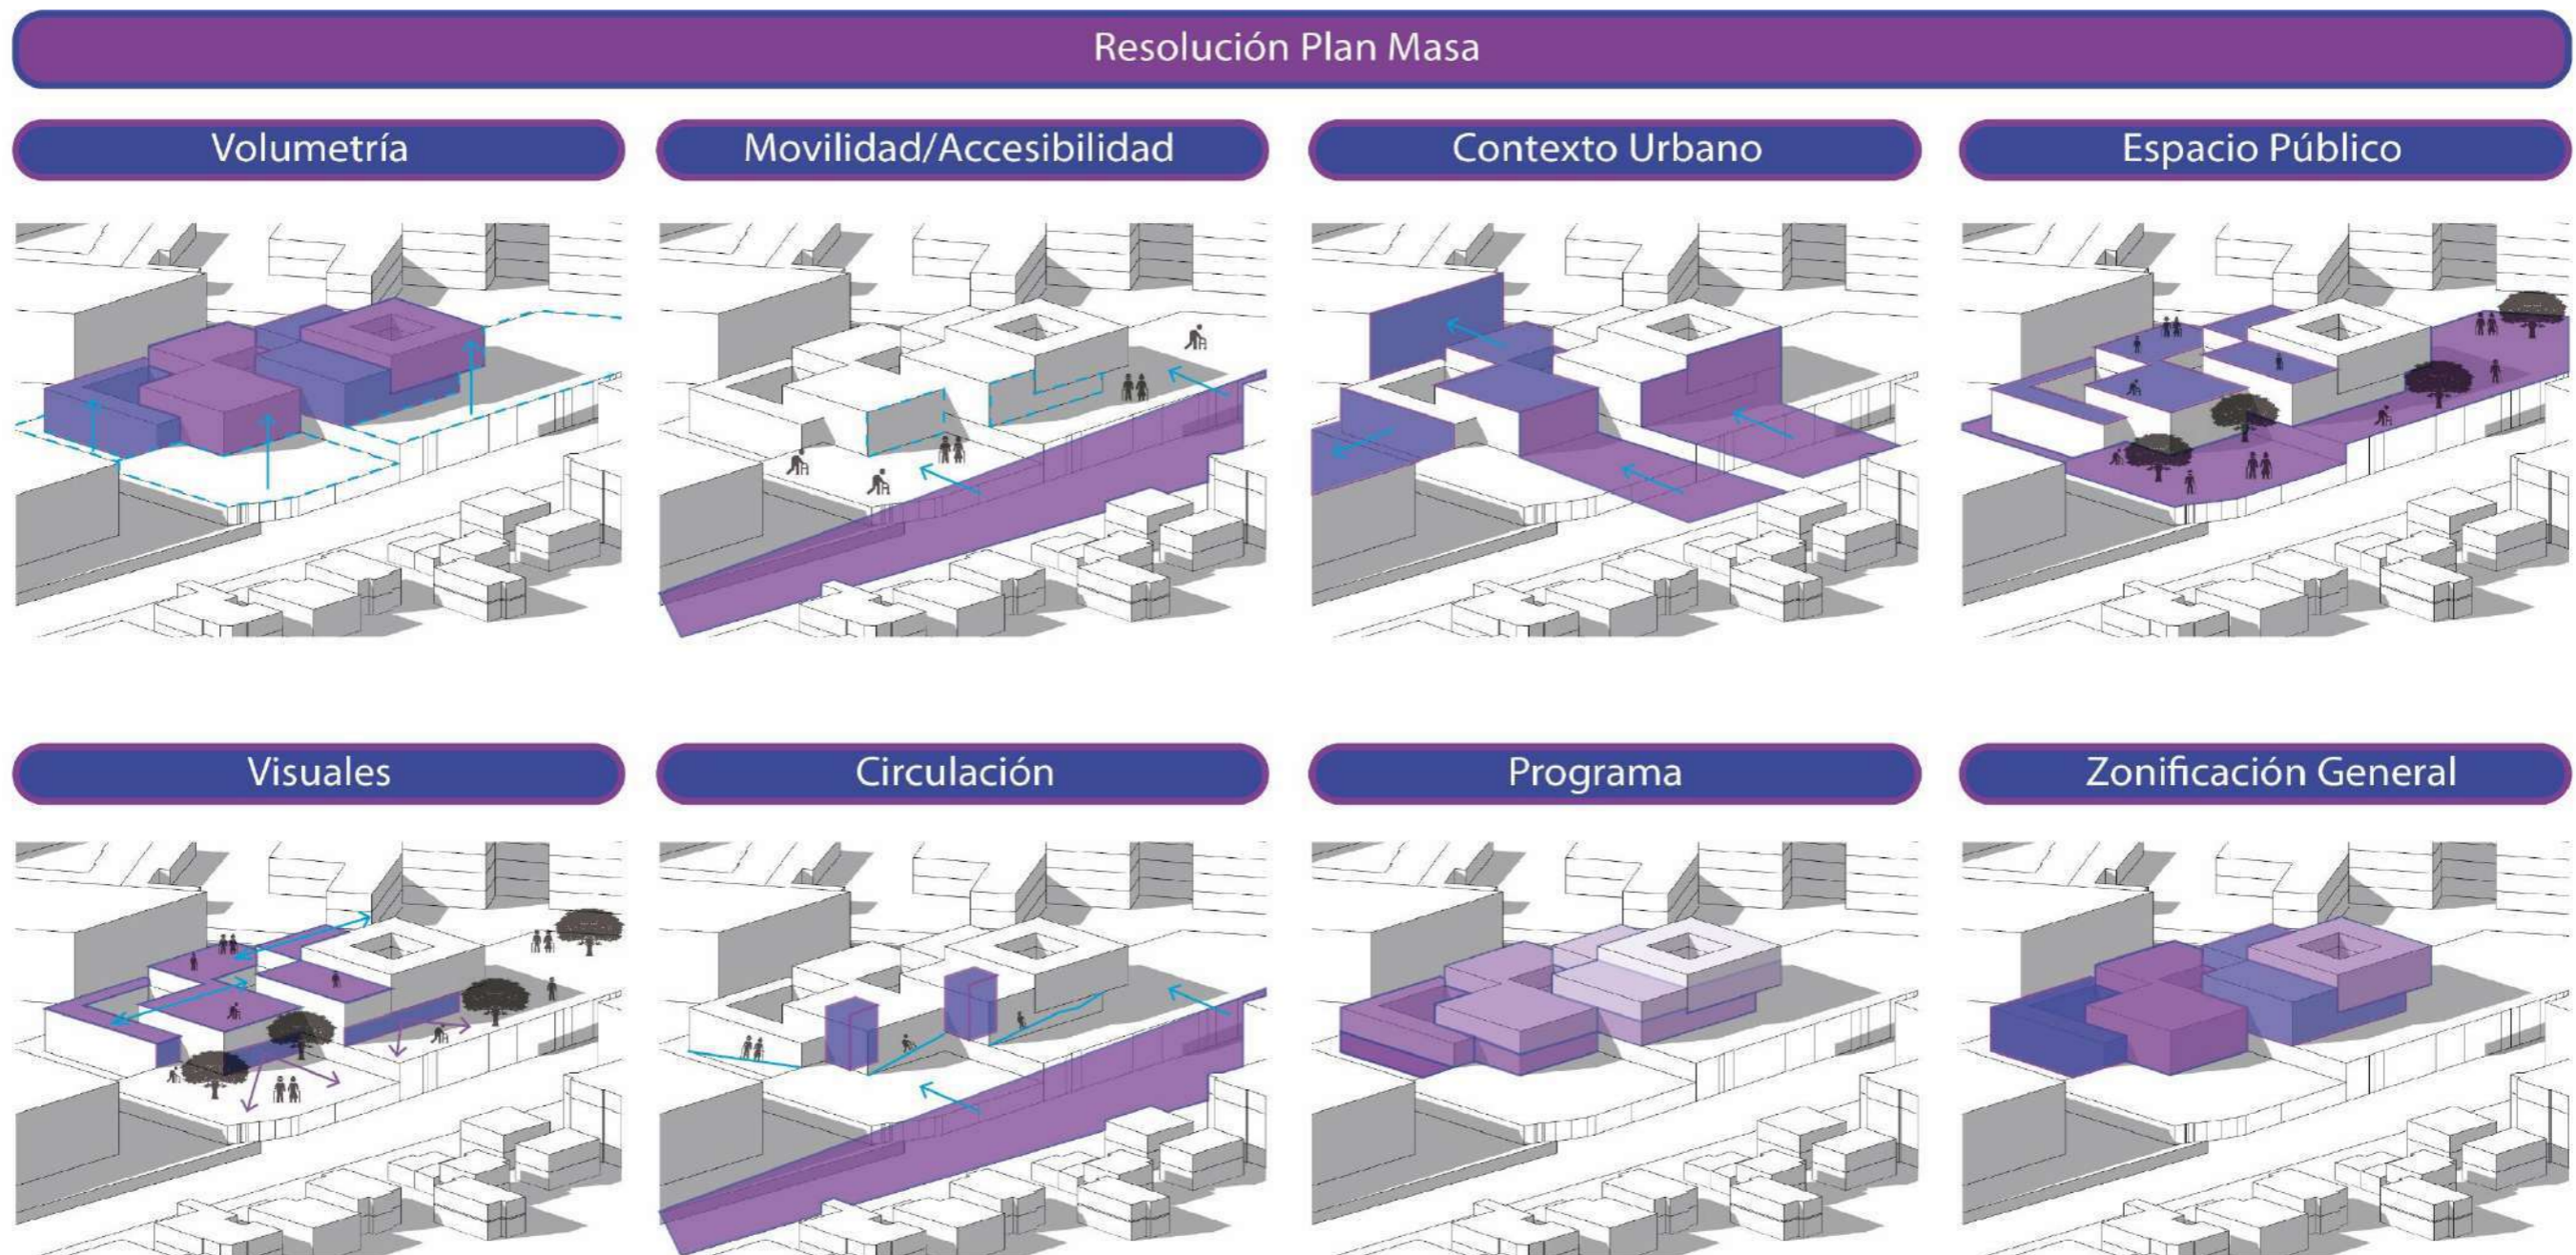 Resolución Plan Masa
Volumetría
Movilidad/Accesibilidad
Contexto Urbano
Espacio Público
Visuales
Circulación
Programa
Zonificación General